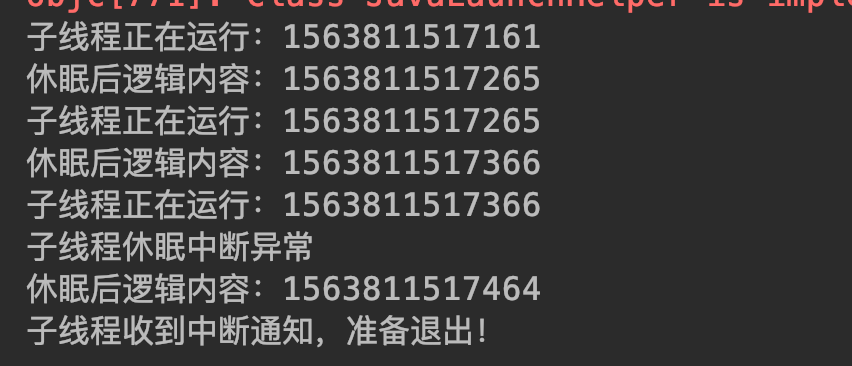 objc[771]: Class JavaLaunchHelper is imple
子线程正在运行：1563811517161
休眠后逻辑内容：1563811517265
子线程正在运行：1563811517265
休眠后逻辑内容：1563811517366
子线程正在运行：1563811517366
子线程休眠中断异常
休眠后逻辑内容：1563811517464
子线程收到中断通知，准备退出！